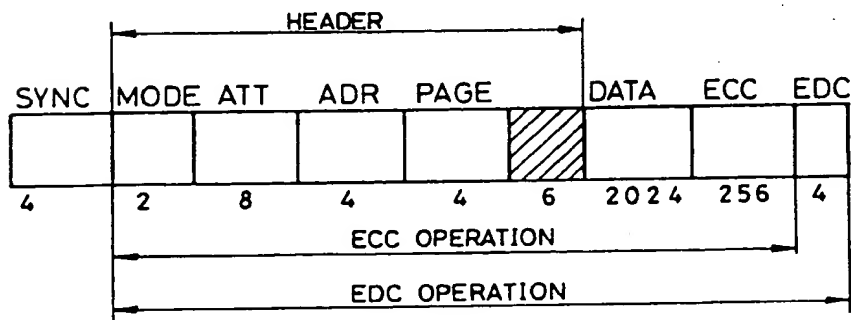 HEADER
SYNC MODE ATT ADR PAGE DATA ECC EDC
4 2 8 4 4 6 2024 256 4
ECC OPERATION
EDC OPERATION